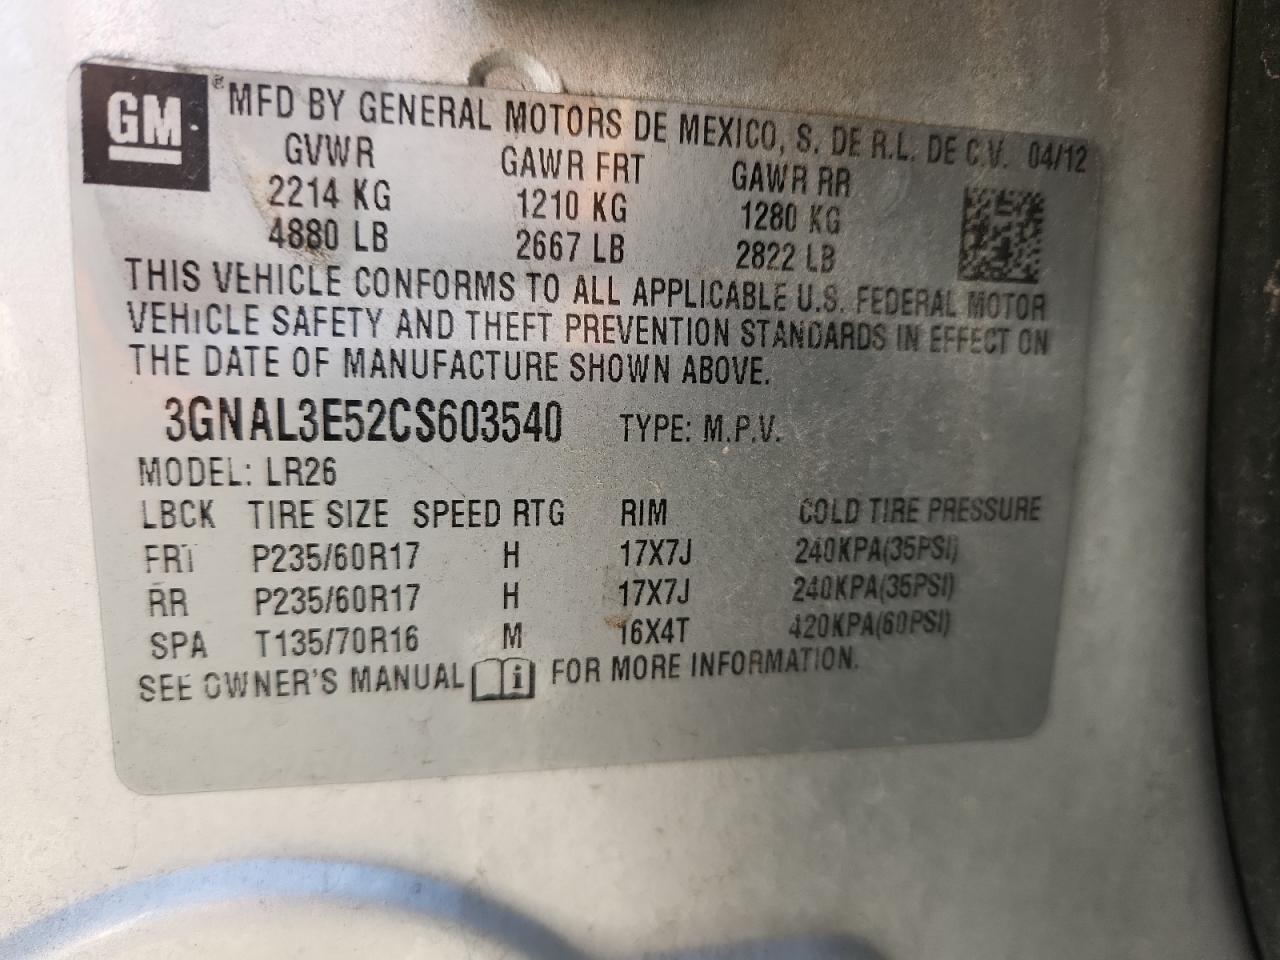 GM
® MFD BY GENERAL MOTORS DE MEXICO, S. DE R.L. DE C.V. 04/12
GVWR GAWR FRT GAWR RR
2214 KG 1210 KG 1280 KG
4880 LB 2667 LB 2822 LB
THIS VEHICLE CONFORMS TO ALL APPLICABLE U.S. FEDERAL MOTOR
VEHICLE SAFETY AND THEFT PREVENTION STANDARDS IN EFFECT ON
THE DATE OF MANUFACTURE SHOWN ABOVE.
3GNAL3E52CS603540 TYPE: M.P.V.
MODEL: LR26
LBCK TIRE SIZE SPEED RTG RIM COLD TIRE PRESSURE
FRT P235/60R17 H 17X7J 240KPA(35PSI)
RR P235/60R17 H 17X7J 240KPA(35PSI)
SPA T135/70R16 M 16X4T 420KPA(60PSI)
SEE OWNER'S MANUAL i FOR MORE INFORMATION.